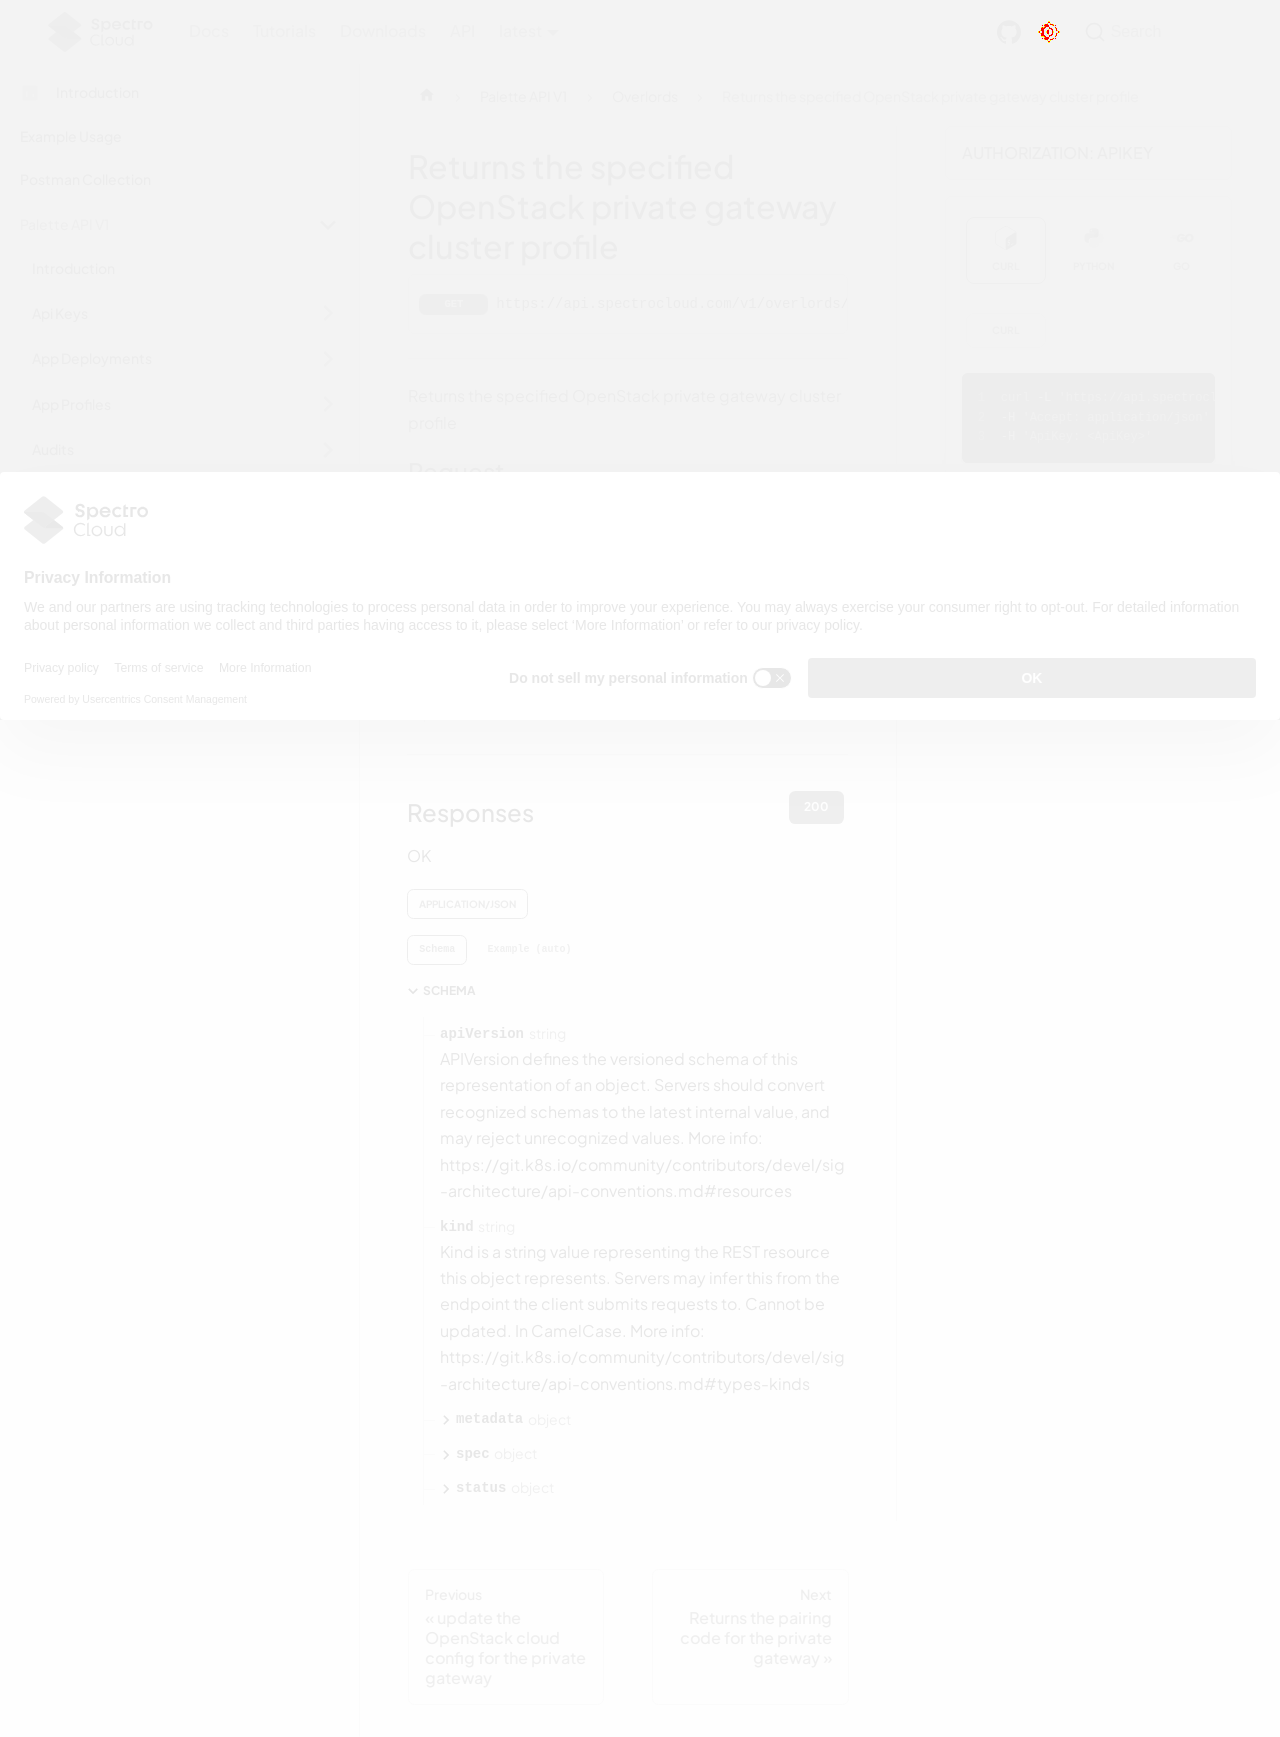 Spectro Cloud
Docs Tutorials Downloads API latest
Search
Introduction
Example Usage
Postman Collection
Palette API V1
Introduction
Api Keys
App Deployments
App Profiles
Audits
Palette API V1
Overlords
Returns the specified OpenStack private gateway cluster profile
Returns the specified
OpenStack private gateway
cluster profile
GET https://api.spectrocloud.com/v1/overlords/
Returns the specified OpenStack private gateway cluster
profile
Request
AUTHORIZATION: APIKEY
CURL PYTHON GO
CURL
Spectro
Cloud
Privacy Information
We and our partners are using tracking technologies to process personal data in order to improve your experience. You may always exercise your consumer right to opt-out. For detailed information
about personal information we collect and third parties having access to it, please select 'More Information' or refer to our privacy policy.
Privacy policy Terms of service More Information
Powered by Usercentrics Consent Management
Do not sell my personal information
OK
Responses
200
OK
APPLICATION/JSON
Schema Example (auto)
SCHEMA
apiVersion string
APIVersion defines the versioned schema of this
representation of an object. Servers should convert
recognized schemas to the latest internal value, and
may reject unrecognized values. More info:
https://git.k8s.io/community/contributors/devel/sig
-architecture/api-conventions.md#resources
kind string
Kind is a string value representing the REST resource
this object represents. Servers may infer this from the
endpoint the client submits requests to. Cannot be
updated. In CamelCase. More info:
https://git.k8s.io/community/contributors/devel/sig
-architecture/api-conventions.md#types-kinds
metadata object
spec object
status object
Previous
« update the
OpenStack cloud
config for the private
gateway
Next
Returns the pairing
code for the private
gateway »